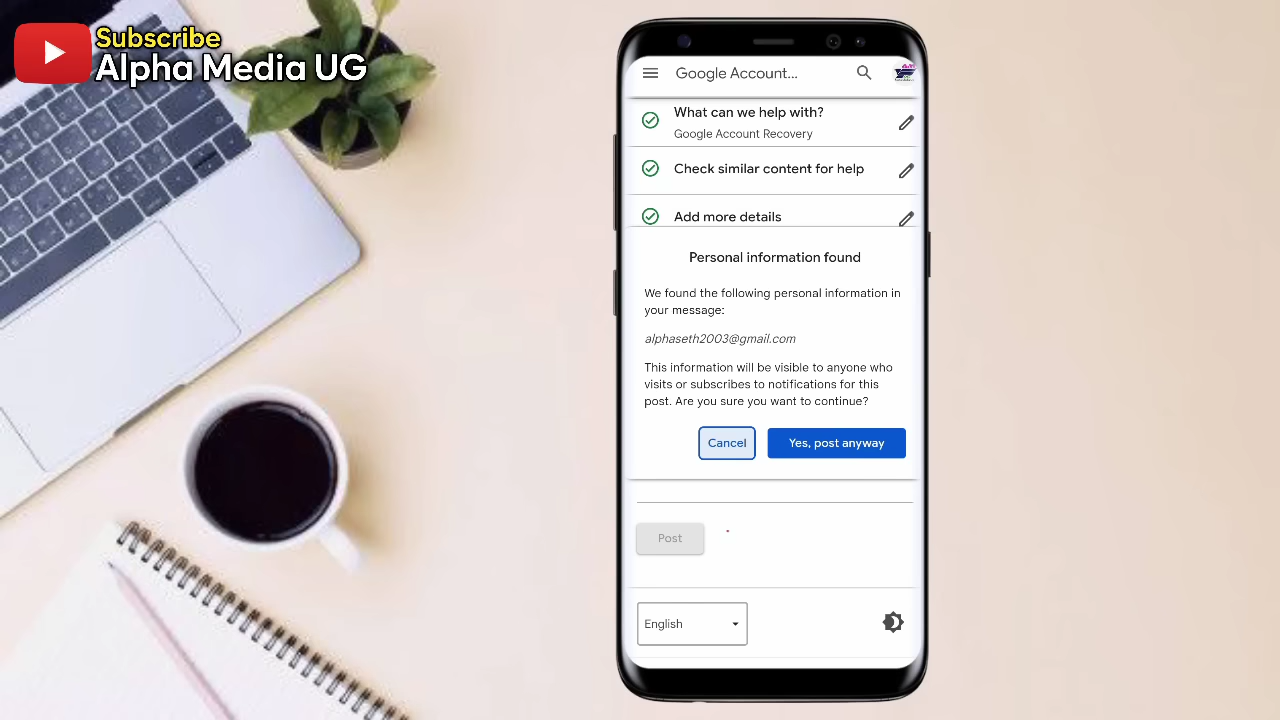 Subscribe
Alpha Media UG
Google Account...
What can we help with?
Google Account Recovery
Check similar content for help
Add more details
Personal information found
We found the following personal information in
your message:
alphaseth2003@gmail.com
This information will be visible to anyone who
visits or subscribes to notifications for this
post. Are you sure you want to continue?
Cancel
Yes, post anyway
Post
English